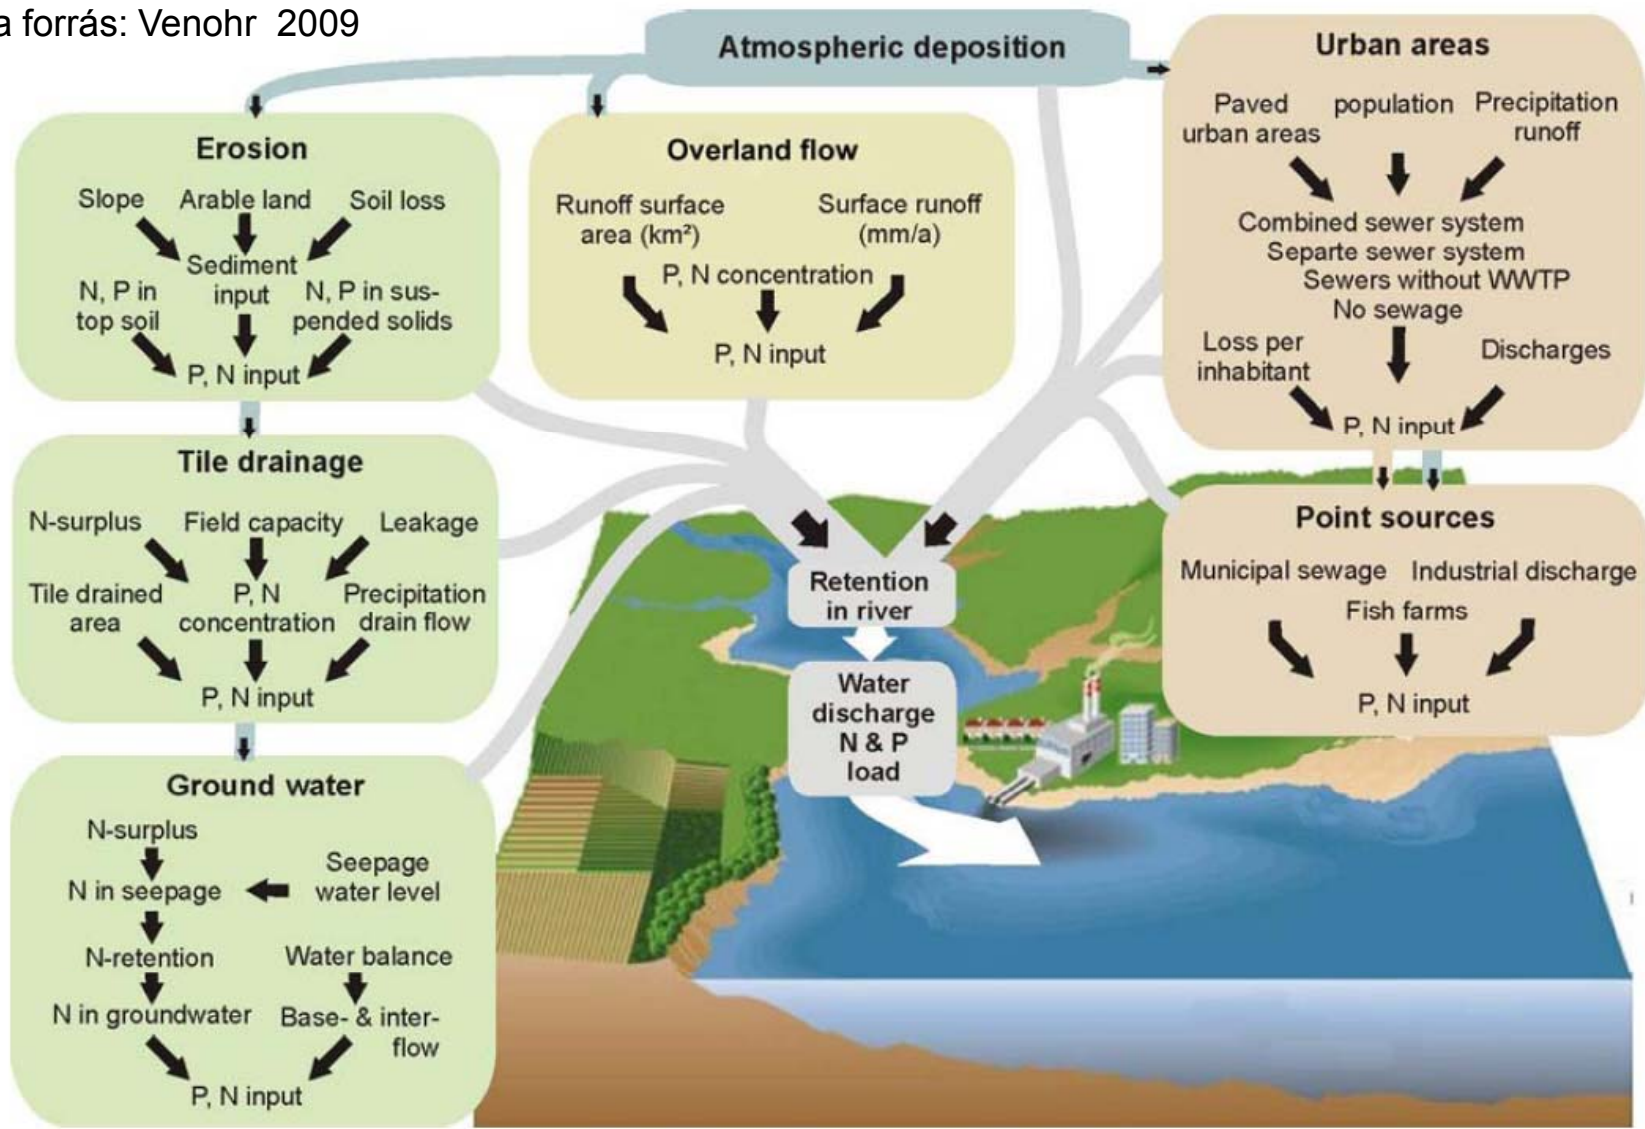 a forrás: Venohr  2009
Atmospheric deposition
Erosion
Slope
Arable land
Soil loss
Sediment
input
N, P in
top soil
N, P in sus-
pended solids
P, N input
Overland flow
Runoff surface
area (km²)
Surface runoff
(mm/a)
P, N concentration
P, N input
Urban areas
Paved
urban areas
population
Precipitation
runoff
Combined sewer system
Separte sewer system
Sewers without WWTP
No sewage
Loss per
inhabitant
Discharges
P, N input
Tile drainage
N-surplus
Field capacity
Leakage
Tile drained
area
P, N
concentration
Precipitation
drain flow
P, N input
Point sources
Municipal sewage
Industrial discharge
Fish farms
P, N input
Ground water
N-surplus
N in seepage
Seepage
water level
N-retention
Water balance
N in groundwater
Base- & inter-
flow
P, N input
Retention
in river
Water
discharge
N & P
load